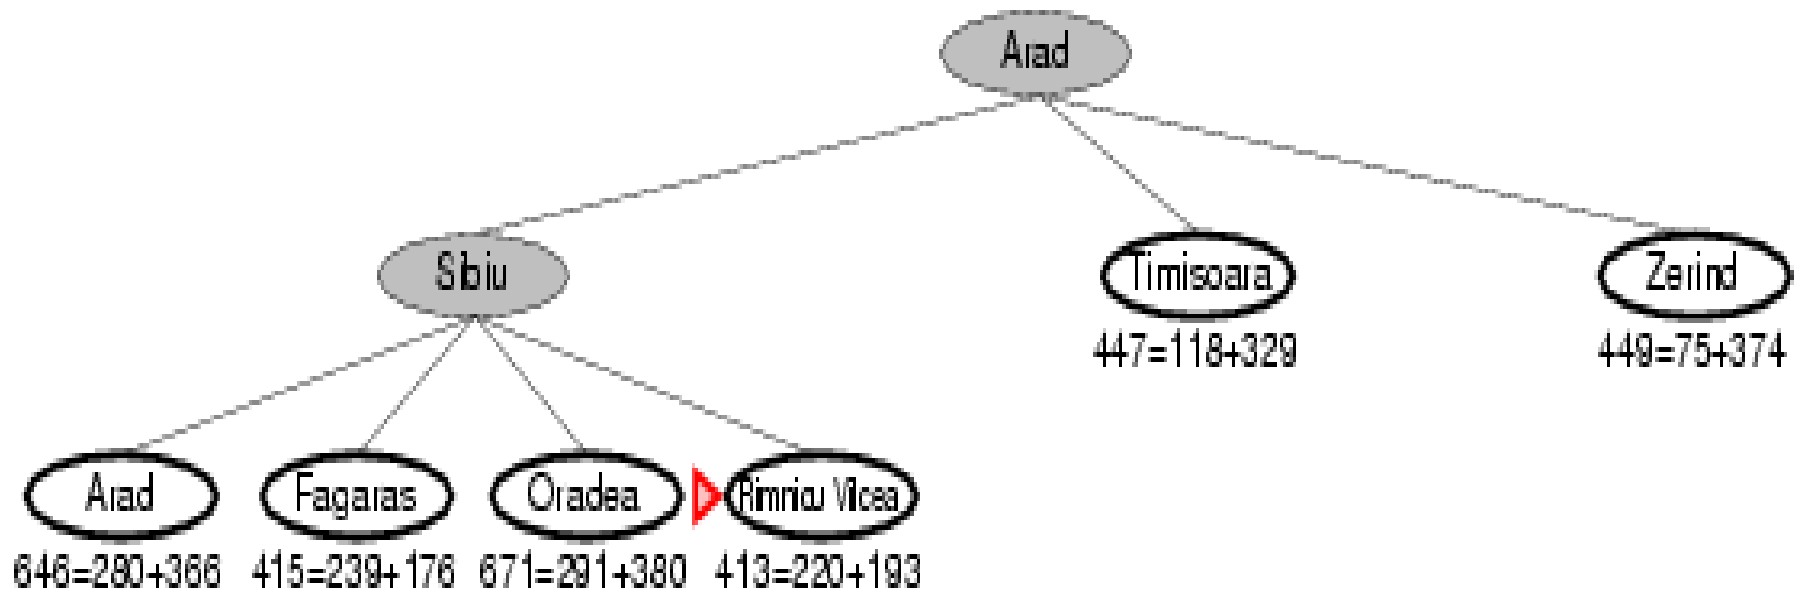 Arad
Sibiu
Timisoara
Zerind
447=118+329
449=75+374
Arad
Fagaras
Oradea
Rimnicu Vilcea
646=280+366
415=239+176
671=291+380
413=220+193